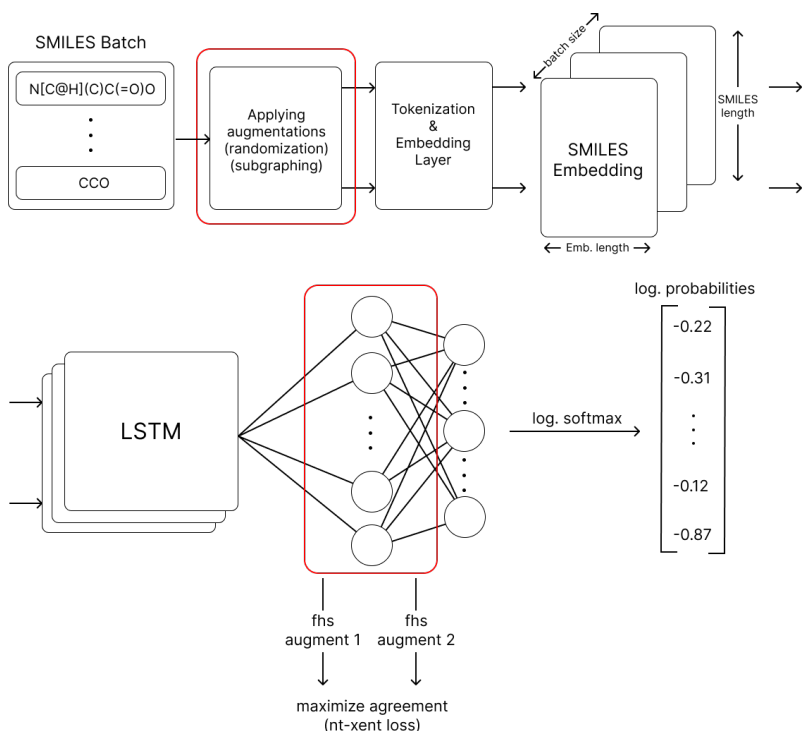 SMILES Batch
N[C@H](C)C(=O)O
CCO
Applying
augmentations
(randomization)
(subgraphing)
Tokenization
&
Embedding
Layer
batch size
SMILES
Embedding
SMILES
length
Emb. length
LSTM
log. softmax
log. probabilities
-0.22
-0.31
-0.12
-0.87
fhs
augment 1
fhs
augment 2
maximize agreement
(nt-xent loss)